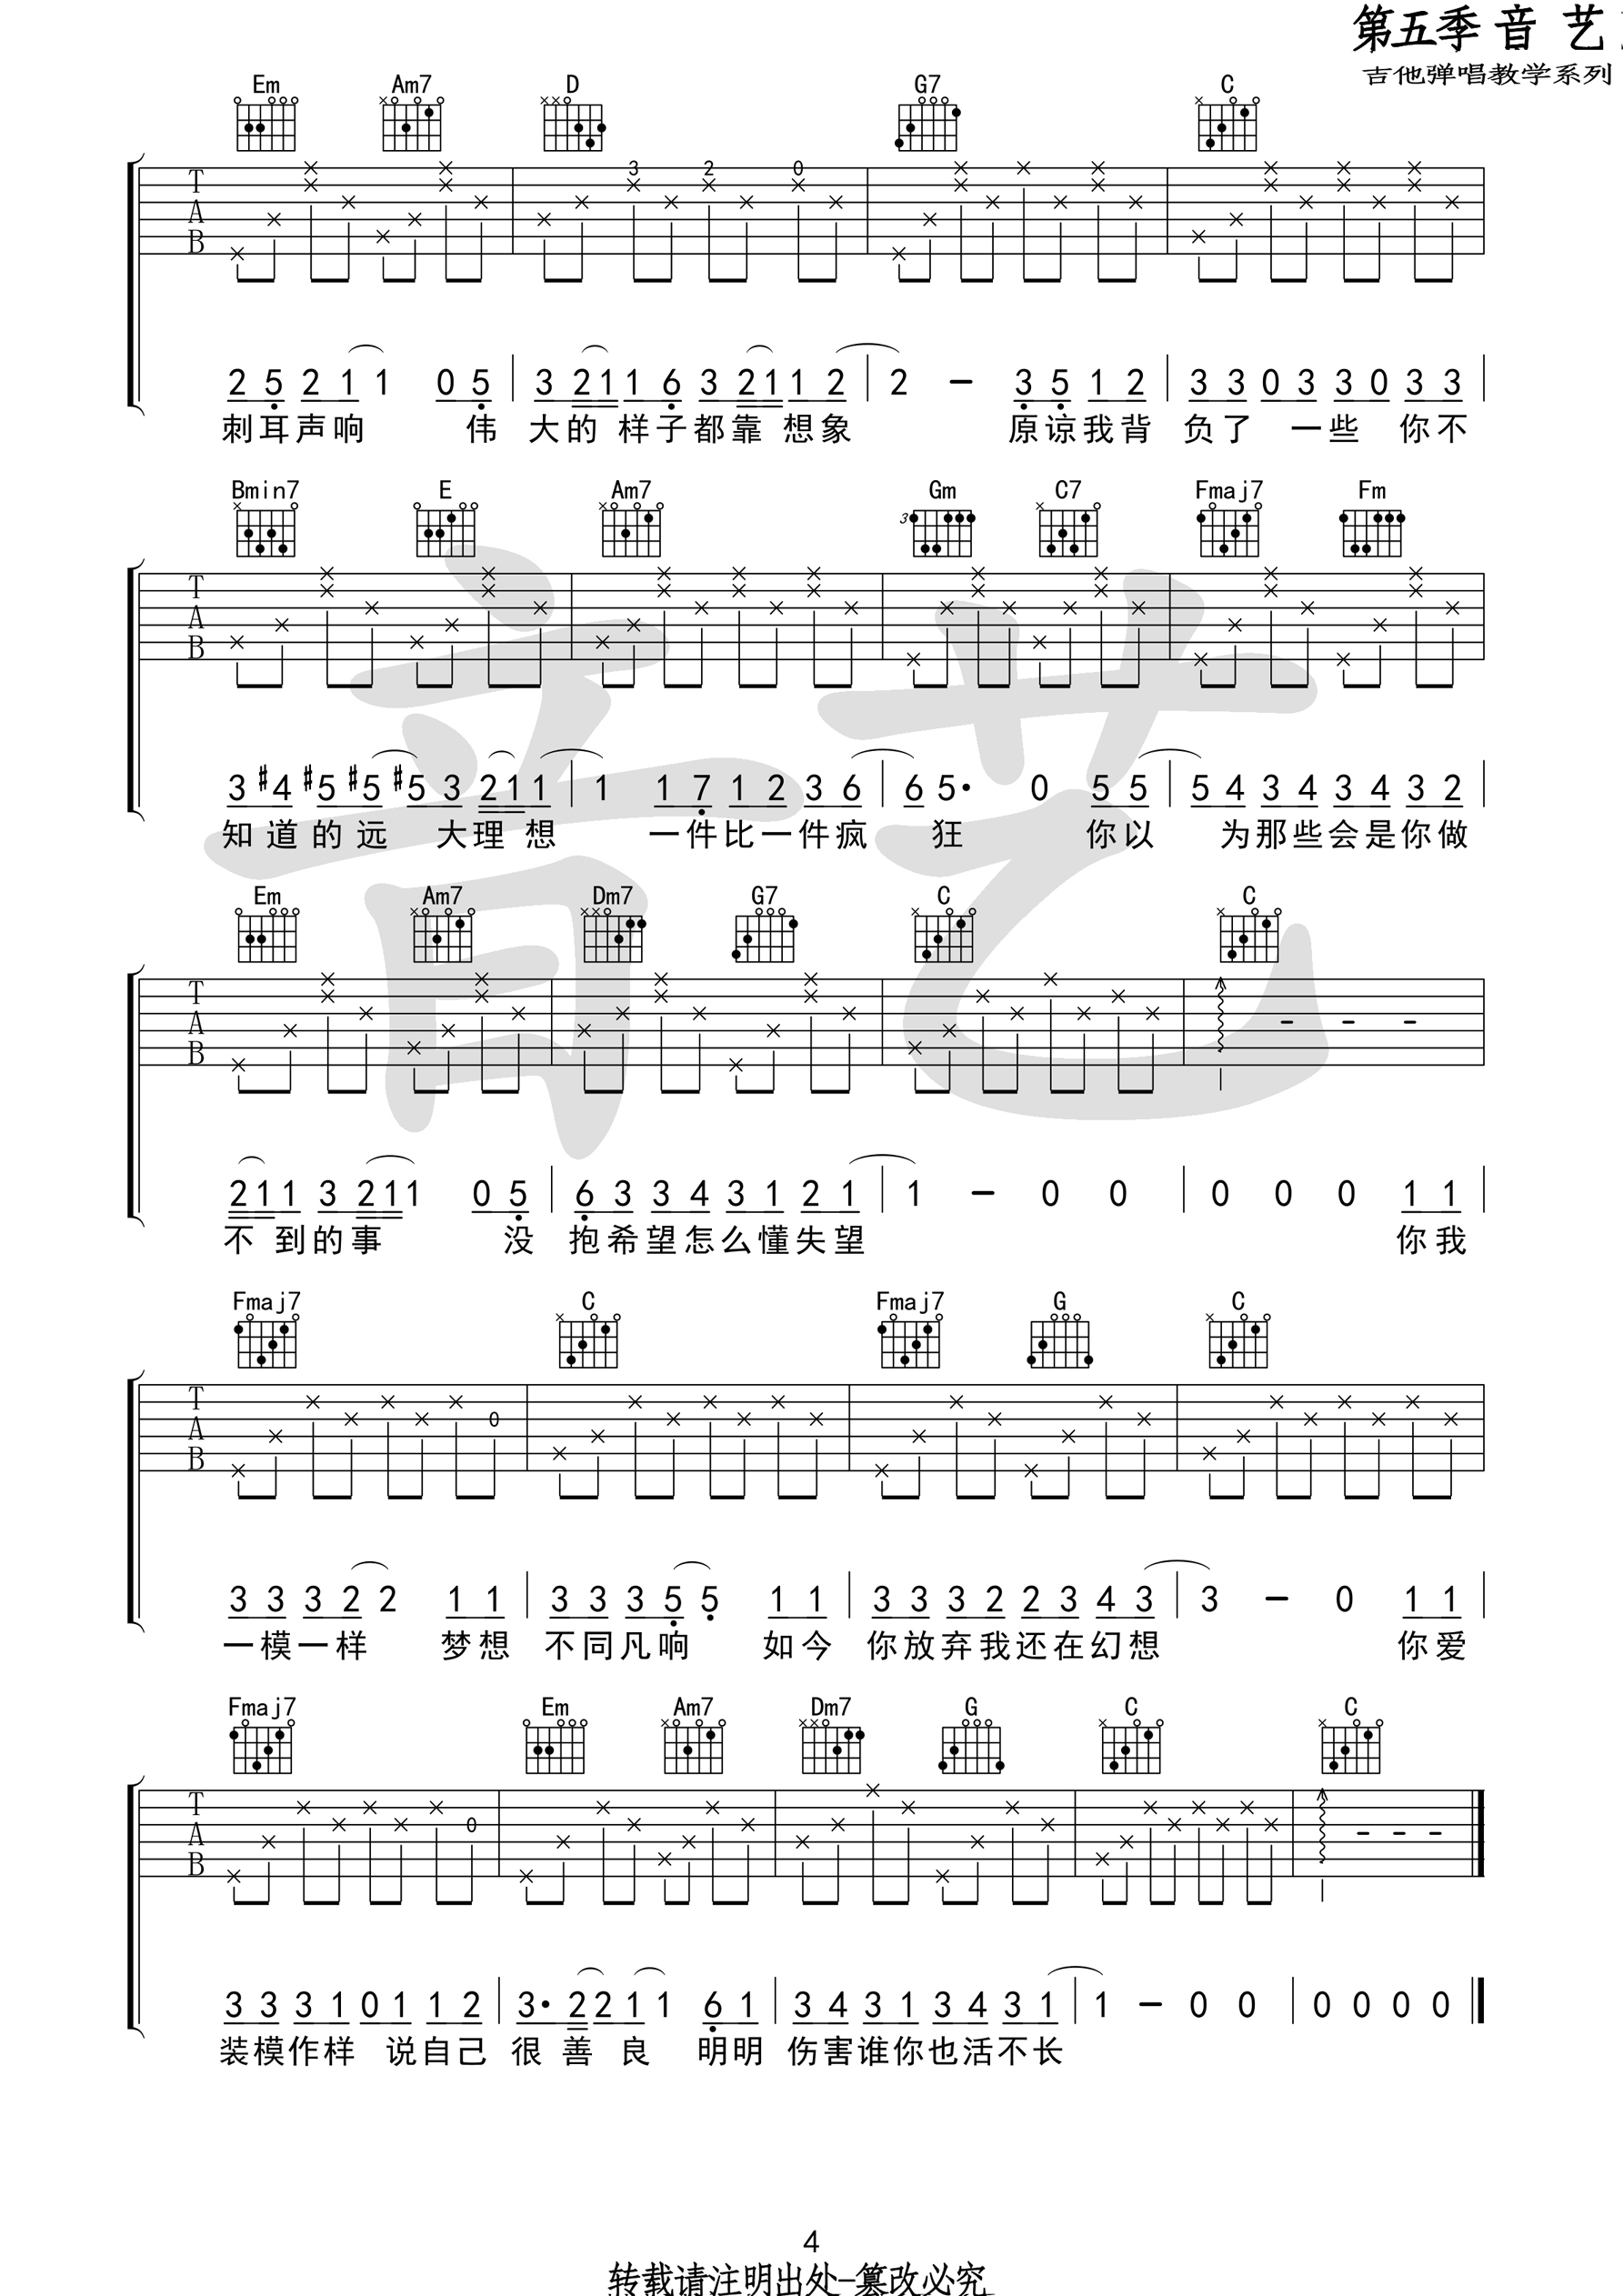 第五季 音 艺
吉他弹唱教学系列
Em Am7 D G7 C
T
A
B
3 2 0
2 5 2 1 1 0 5 | 3 2 1 1 6 3 2 1 1 2 | 2 – 3 5 1 2 | 3 3 0 3 3 0 3 3 |
刺耳声响 伟 大的 样子都靠 想象 原谅我背 负了 一些 你不
Bmin7 E Am7 Gm C7 Fmaj7 Fm
3
T
A
B
3 #4 #5 #5 #5 3 2 1 1 | 1 1 7 1 2 3 6 | 6 5· 0 5 5 | 5 4 3 4 3 4 3 2 |
知道的远 大理想 一件比一件疯 狂 你以 为那些会是你做
音艺
Em Am7 Dm7 G7 C C
T
A
B
– – –
2 1 1 3 2 1 1 0 5 | 6 3 3 4 3 1 2 1 | 1 – 0 0 | 0 0 0 1 1 |
不到的事 没 抱希望怎么懂失望 你我
Fmaj7 C Fmaj7 G C
T
A
B
0
3 3 3 2 2 1 1 | 3 3 3 5 5 1 1 | 3 3 3 2 2 3 4 3 | 3 – 0 1 1 |
一模一样 梦想 不同凡响 如今 你放弃我还在幻想 你爱
Fmaj7 Em Am7 Dm7 G C C
T
A
B
0 – – –
3 3 3 1 0 1 1 2 | 3· 2 2 1 1 6 1 | 3 4 3 1 3 4 3 1 | 1 – 0 0 | 0 0 0 0 ‖
装模作样 说自己 很善良 明明 伤害谁你也活不长
4
转载请注明出处-篡改必究